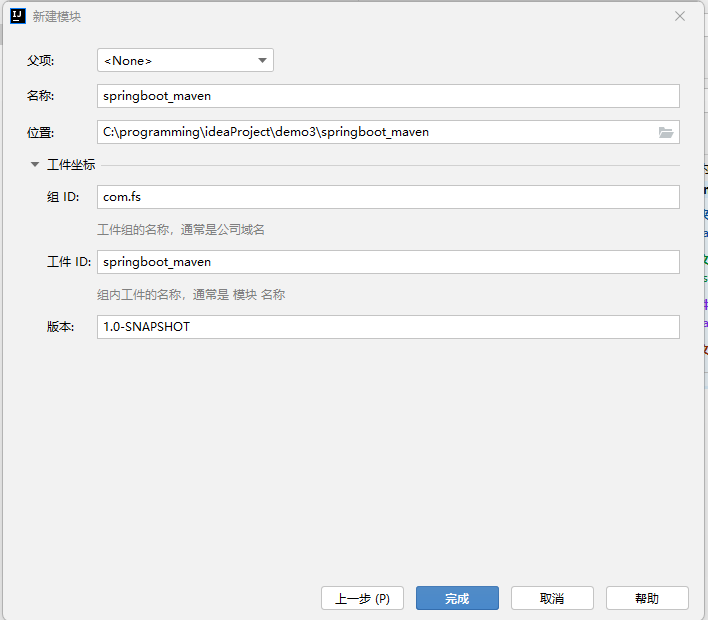 新建模块
父项: <None>
名称: springboot_maven
位置: C:\programming\ideaProject\demo3\springboot_maven
工件坐标
组 ID: com.fs
工件组的名称，通常是公司域名
工件 ID: springboot_maven
组内工件的名称，通常是 模块 名称
版本: 1.0-SNAPSHOT
上一步 (P) 完成 取消 帮助